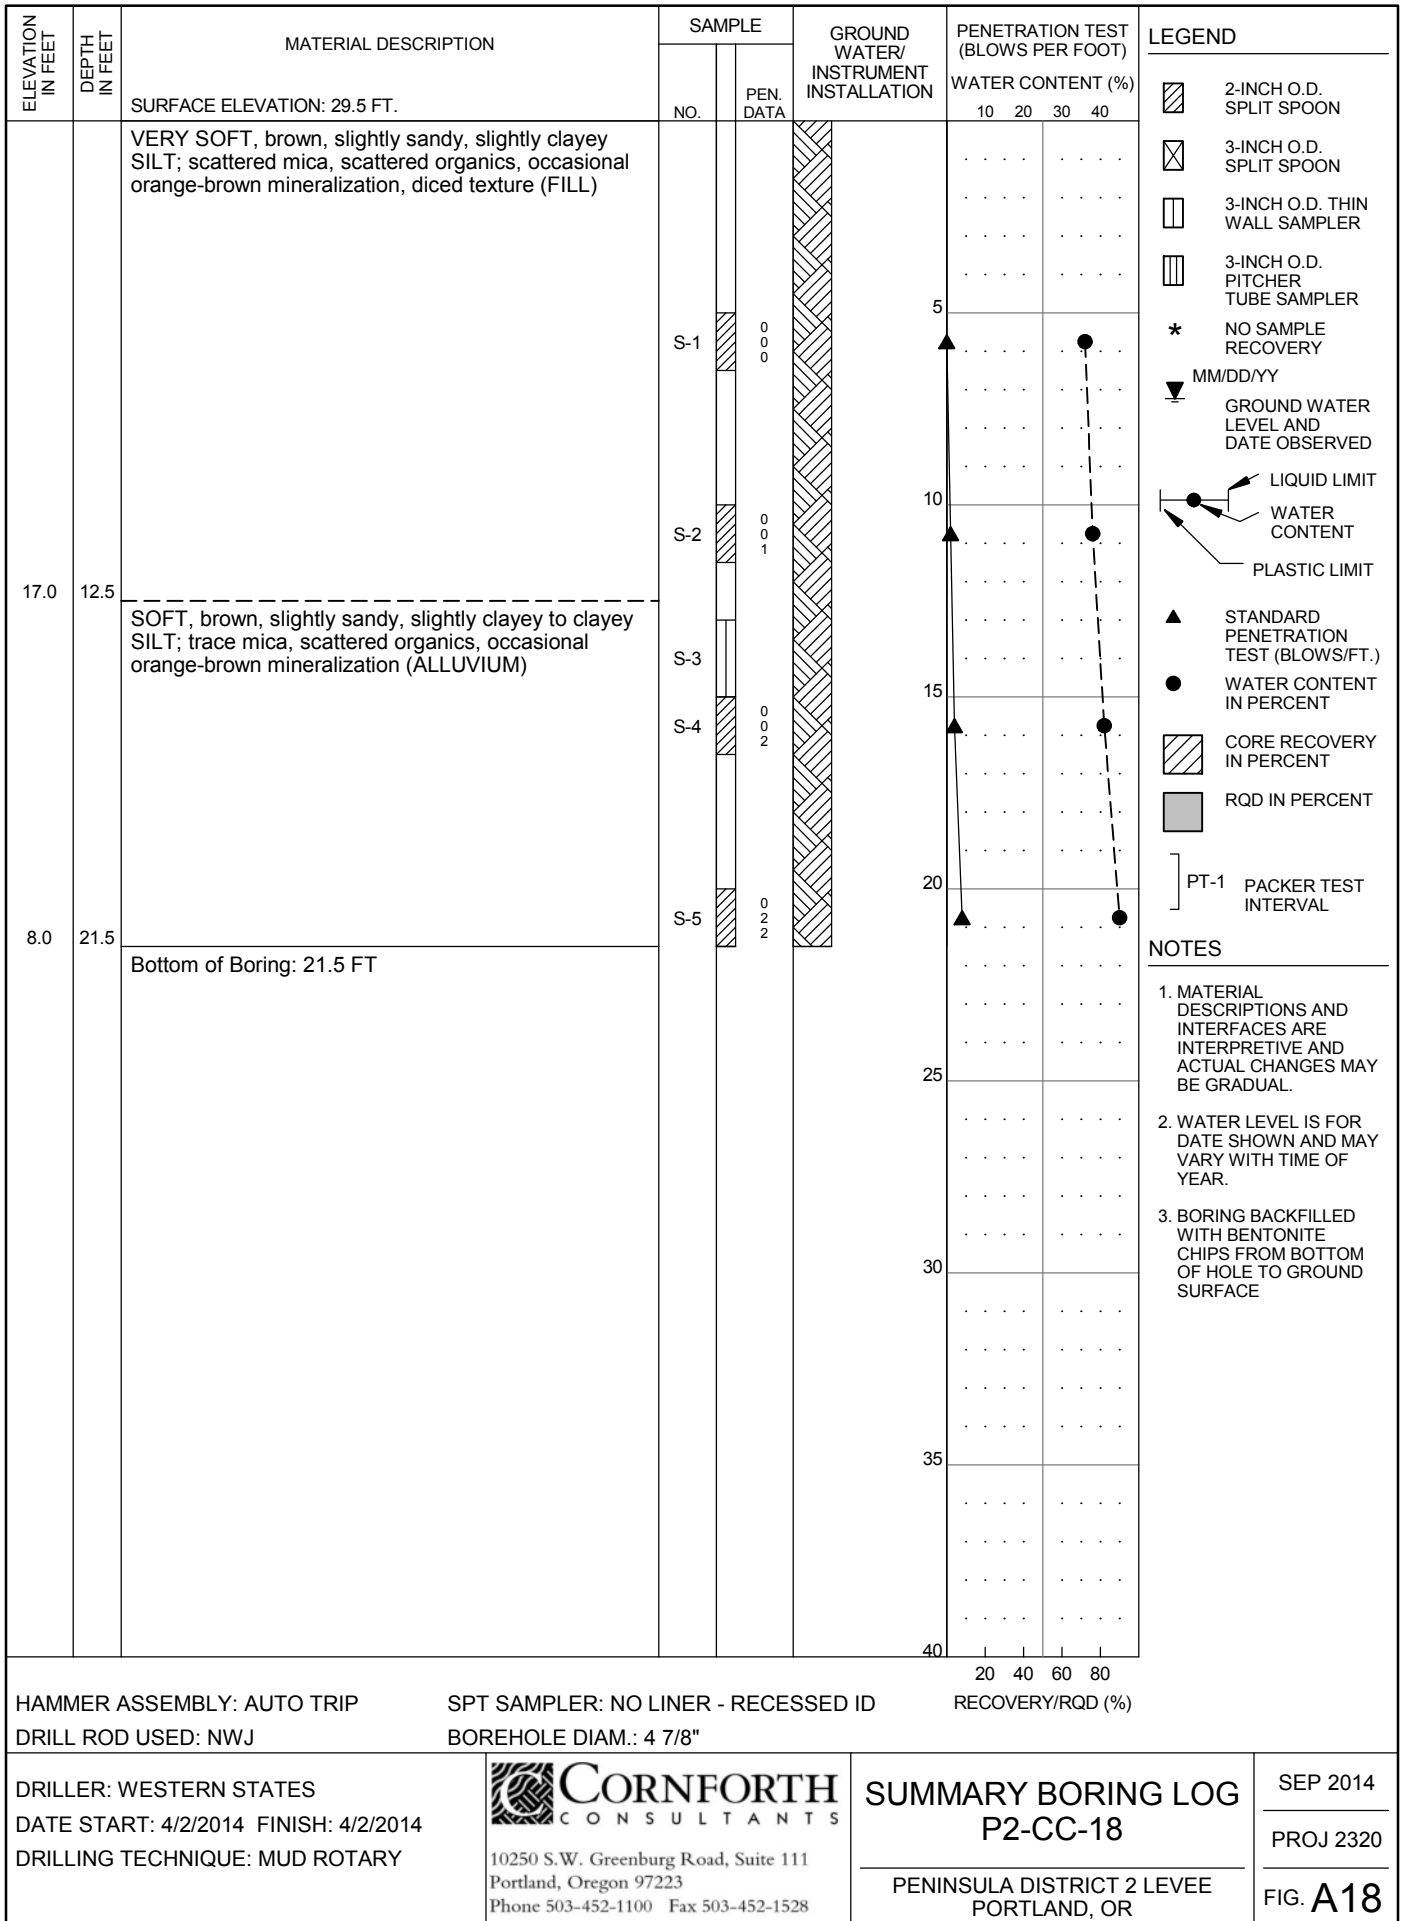 ELEVATION
IN FEET
DEPTH
IN FEET
MATERIAL DESCRIPTION
SURFACE ELEVATION: 29.5 FT.
SAMPLE
NO.
PEN.
DATA
GROUND
WATER/
INSTRUMENT
INSTALLATION
PENETRATION TEST
(BLOWS PER FOOT)
WATER CONTENT (%)
10 20 30 40
VERY SOFT, brown, slightly sandy, slightly clayey
SILT; scattered mica, scattered organics, occasional
orange-brown mineralization, diced texture (FILL)
5
S-1
0
0
0
10
S-2
0
0
1
17.0 12.5
SOFT, brown, slightly sandy, slightly clayey to clayey
SILT; trace mica, scattered organics, occasional
orange-brown mineralization (ALLUVIUM)
S-3
15
S-4
0
0
2
20
S-5
0
2
2
8.0 21.5
Bottom of Boring: 21.5 FT
25
30
35
40
20 40 60 80
RECOVERY/RQD (%)
LEGEND
2-INCH O.D.
SPLIT SPOON
3-INCH O.D.
SPLIT SPOON
3-INCH O.D. THIN
WALL SAMPLER
3-INCH O.D.
PITCHER
TUBE SAMPLER
* NO SAMPLE
RECOVERY
MM/DD/YY
GROUND WATER
LEVEL AND
DATE OBSERVED
LIQUID LIMIT
WATER
CONTENT
PLASTIC LIMIT
STANDARD
PENETRATION
TEST (BLOWS/FT.)
WATER CONTENT
IN PERCENT
CORE RECOVERY
IN PERCENT
RQD IN PERCENT
PT-1 PACKER TEST
INTERVAL
NOTES
1. MATERIAL
DESCRIPTIONS AND
INTERFACES ARE
INTERPRETIVE AND
ACTUAL CHANGES MAY
BE GRADUAL.
2. WATER LEVEL IS FOR
DATE SHOWN AND MAY
VARY WITH TIME OF
YEAR.
3. BORING BACKFILLED
WITH BENTONITE
CHIPS FROM BOTTOM
OF HOLE TO GROUND
SURFACE
HAMMER ASSEMBLY: AUTO TRIP SPT SAMPLER: NO LINER - RECESSED ID
DRILL ROD USED: NWJ BOREHOLE DIAM.: 4 7/8"
DRILLER: WESTERN STATES
DATE START: 4/2/2014 FINISH: 4/2/2014
DRILLING TECHNIQUE: MUD ROTARY
C CORNFORTH
CONSULTANTS
10250 S.W. Greenburg Road, Suite 111
Portland, Oregon 97223
Phone 503-452-1100 Fax 503-452-1528
SUMMARY BORING LOG
P2-CC-18
PENINSULA DISTRICT 2 LEVEE
PORTLAND, OR
SEP 2014
PROJ 2320
FIG. A18